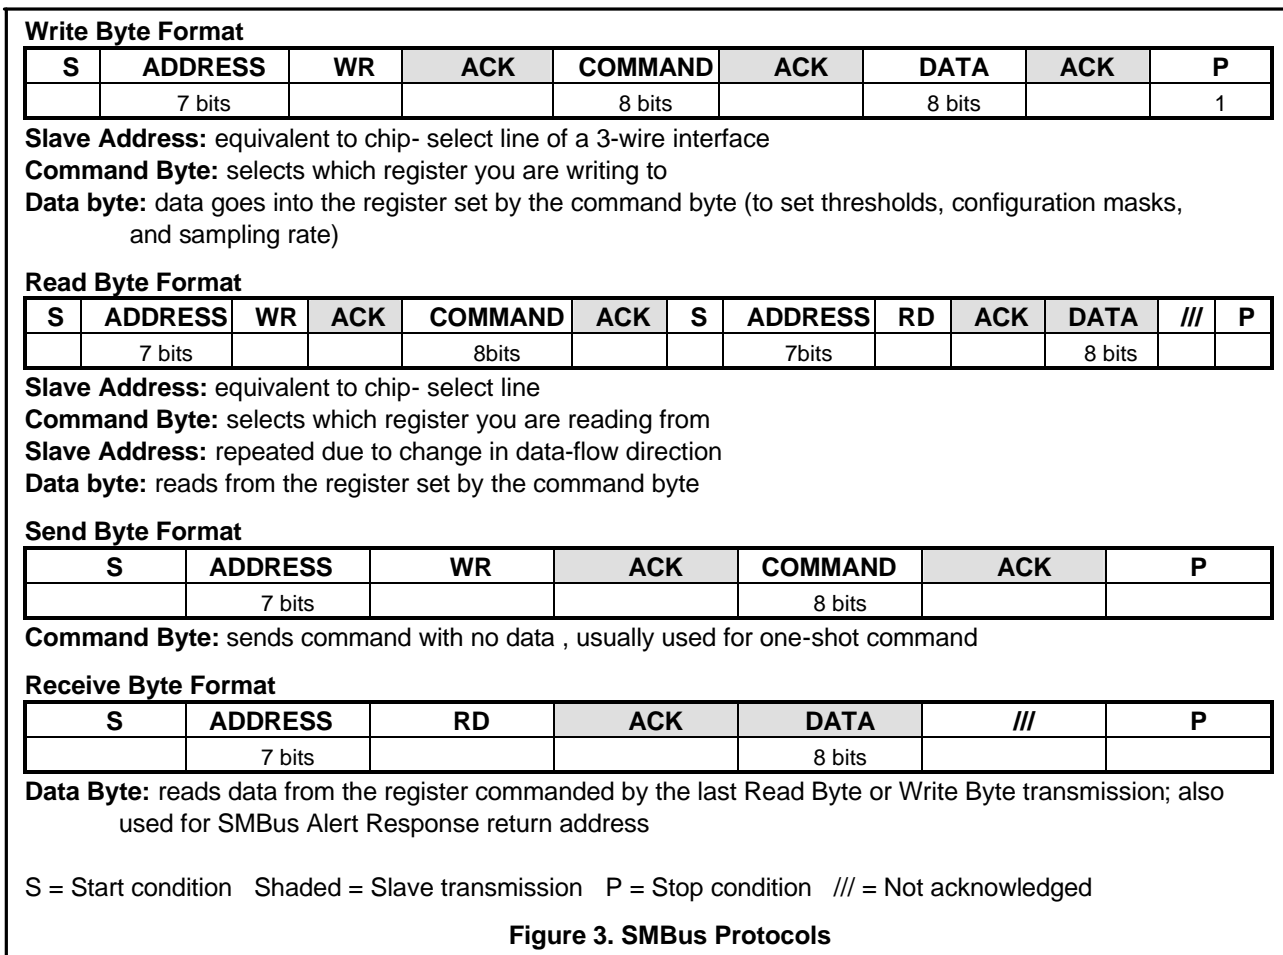 Write Byte Format
S ADDRESS WR ACK COMMAND ACK DATA ACK P
7 bits 8 bits 8 bits 1
Slave Address: equivalent to chip- select line of a 3-wire interface
Command Byte: selects which register you are writing to
Data byte: data goes into the register set by the command byte (to set thresholds, configuration masks,
and sampling rate)
Read Byte Format
S ADDRESS WR ACK COMMAND ACK S ADDRESS RD ACK DATA /// P
7 bits 8bits 7bits 8 bits
Slave Address: equivalent to chip- select line
Command Byte: selects which register you are reading from
Slave Address: repeated due to change in data-flow direction
Data byte: reads from the register set by the command byte
Send Byte Format
S ADDRESS WR ACK COMMAND ACK P
7 bits 8 bits
Command Byte: sends command with no data , usually used for one-shot command
Receive Byte Format
S ADDRESS RD ACK DATA /// P
7 bits 8 bits
Data Byte: reads data from the register commanded by the last Read Byte or Write Byte transmission; also
used for SMBus Alert Response return address
S = Start condition Shaded = Slave transmission P = Stop condition /// = Not acknowledged
Figure 3. SMBus Protocols